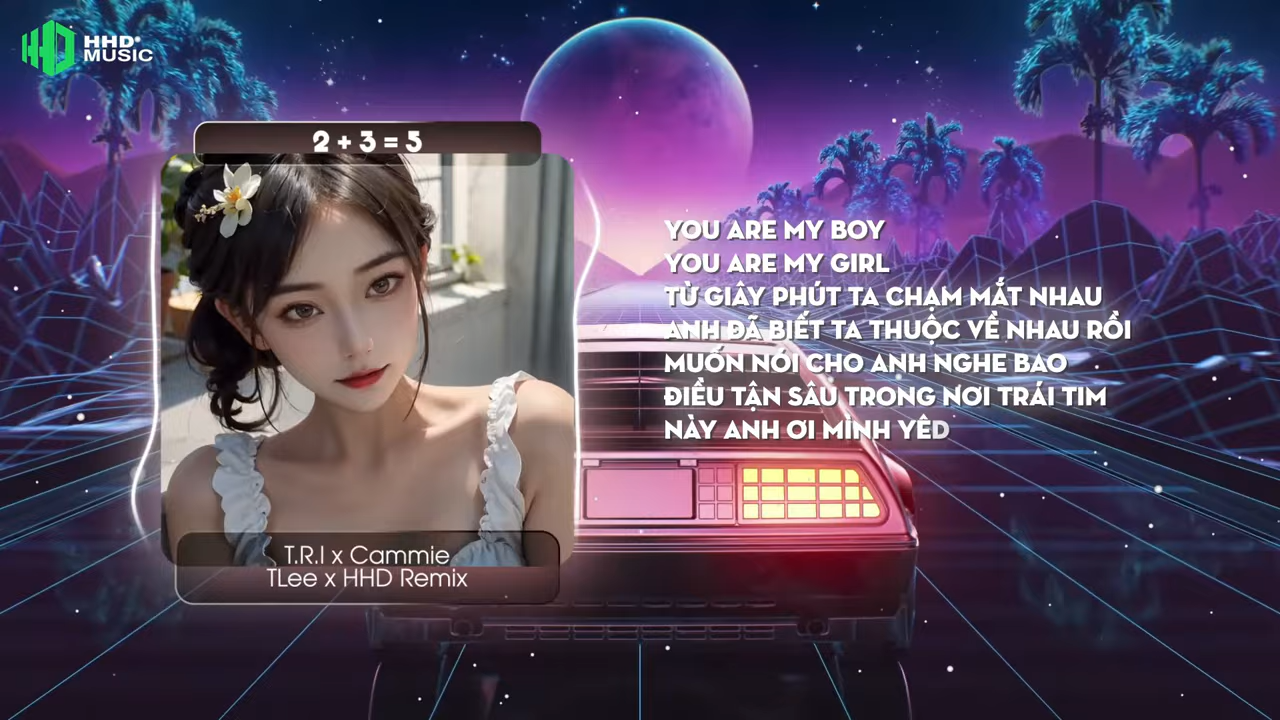 HHD
MUSIC
2 + 3 = 5
YOU ARE MY BOY
YOU ARE MY GIRL
TỪ GIÂY PHÚT TA CHẠM MẮT NHAU
ANH ĐÃ BIẾT TA THUỘC VỀ NHAU RỒI
MUỐN NÓI CHO ANH NGHE BAO
ĐIỀU TẬN SÂU TRONG NƠI TRÁI TIM
NÀY ANH ƠI MÌNH YÊD
T.R.I x Cammie
TLee x HHD Remix